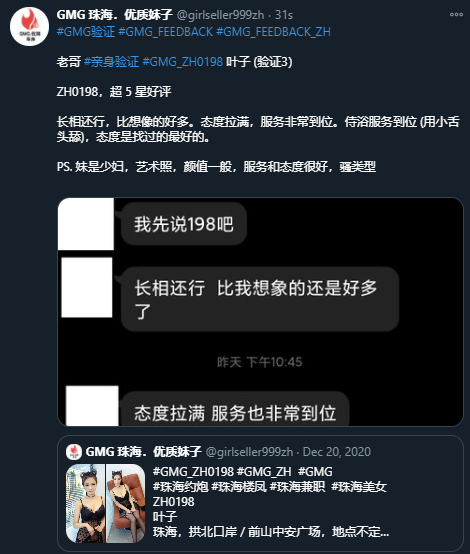 GMG 珠海．优质妹子 @girlseller999zh · 31s
#GMG验证 #GMG_FEEDBACK #GMG_FEEDBACK_ZH
老哥 #亲身验证 #GMG_ZH0198 叶子 (验证3)
ZH0198，超 5 星好评
长相还行，比想像的好多。态度拉满，服务非常到位。侍浴服务到位 (用小舌
头舔)，态度是找过的最好的。
PS. 妹是少妇，艺术照，颜值一般，服务和态度很好，骚类型
我先说198吧
长相还行 比我想象的还是好多
了
昨天 下午10:45
态度拉满 服务也非常到位
GMG 珠海．优质妹子 @girlseller999zh · Dec 20, 2020
#GMG_ZH0198 #GMG_ZH #GMG
#珠海约炮 #珠海楼凤 #珠海兼职 #珠海美女
ZH0198
叶子
珠海，拱北口岸 / 前山中安广场，地点不定...